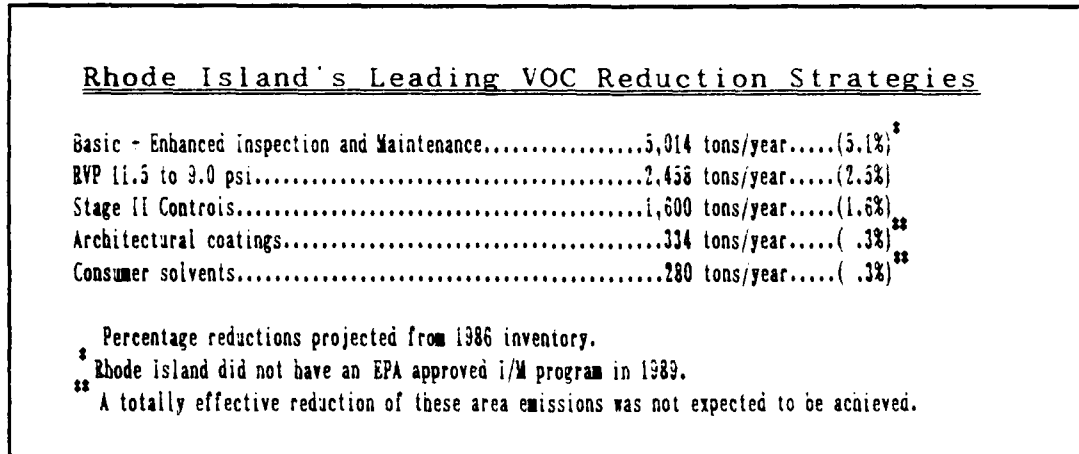 Rhode Island's Leading VOC Reduction Strategies
Basic - Enhanced Inspection and Maintenance.................5,014 tons/year.....(5.1%)*
RVP 11.5 to 9.0 psi..........................................2,458 tons/year.....(2.5%)
Stage II Controls............................................1,600 tons/year.....(1.6%)
Architectural coatings.........................................334 tons/year.....( .3%)**
Consumer solvents..............................................280 tons/year.....( .3%)**
Percentage reductions projected from 1986 inventory.
* Rhode Island did not have an EPA approved i/M program in 1989.
** A totally effective reduction of these area emissions was not expected to be achieved.